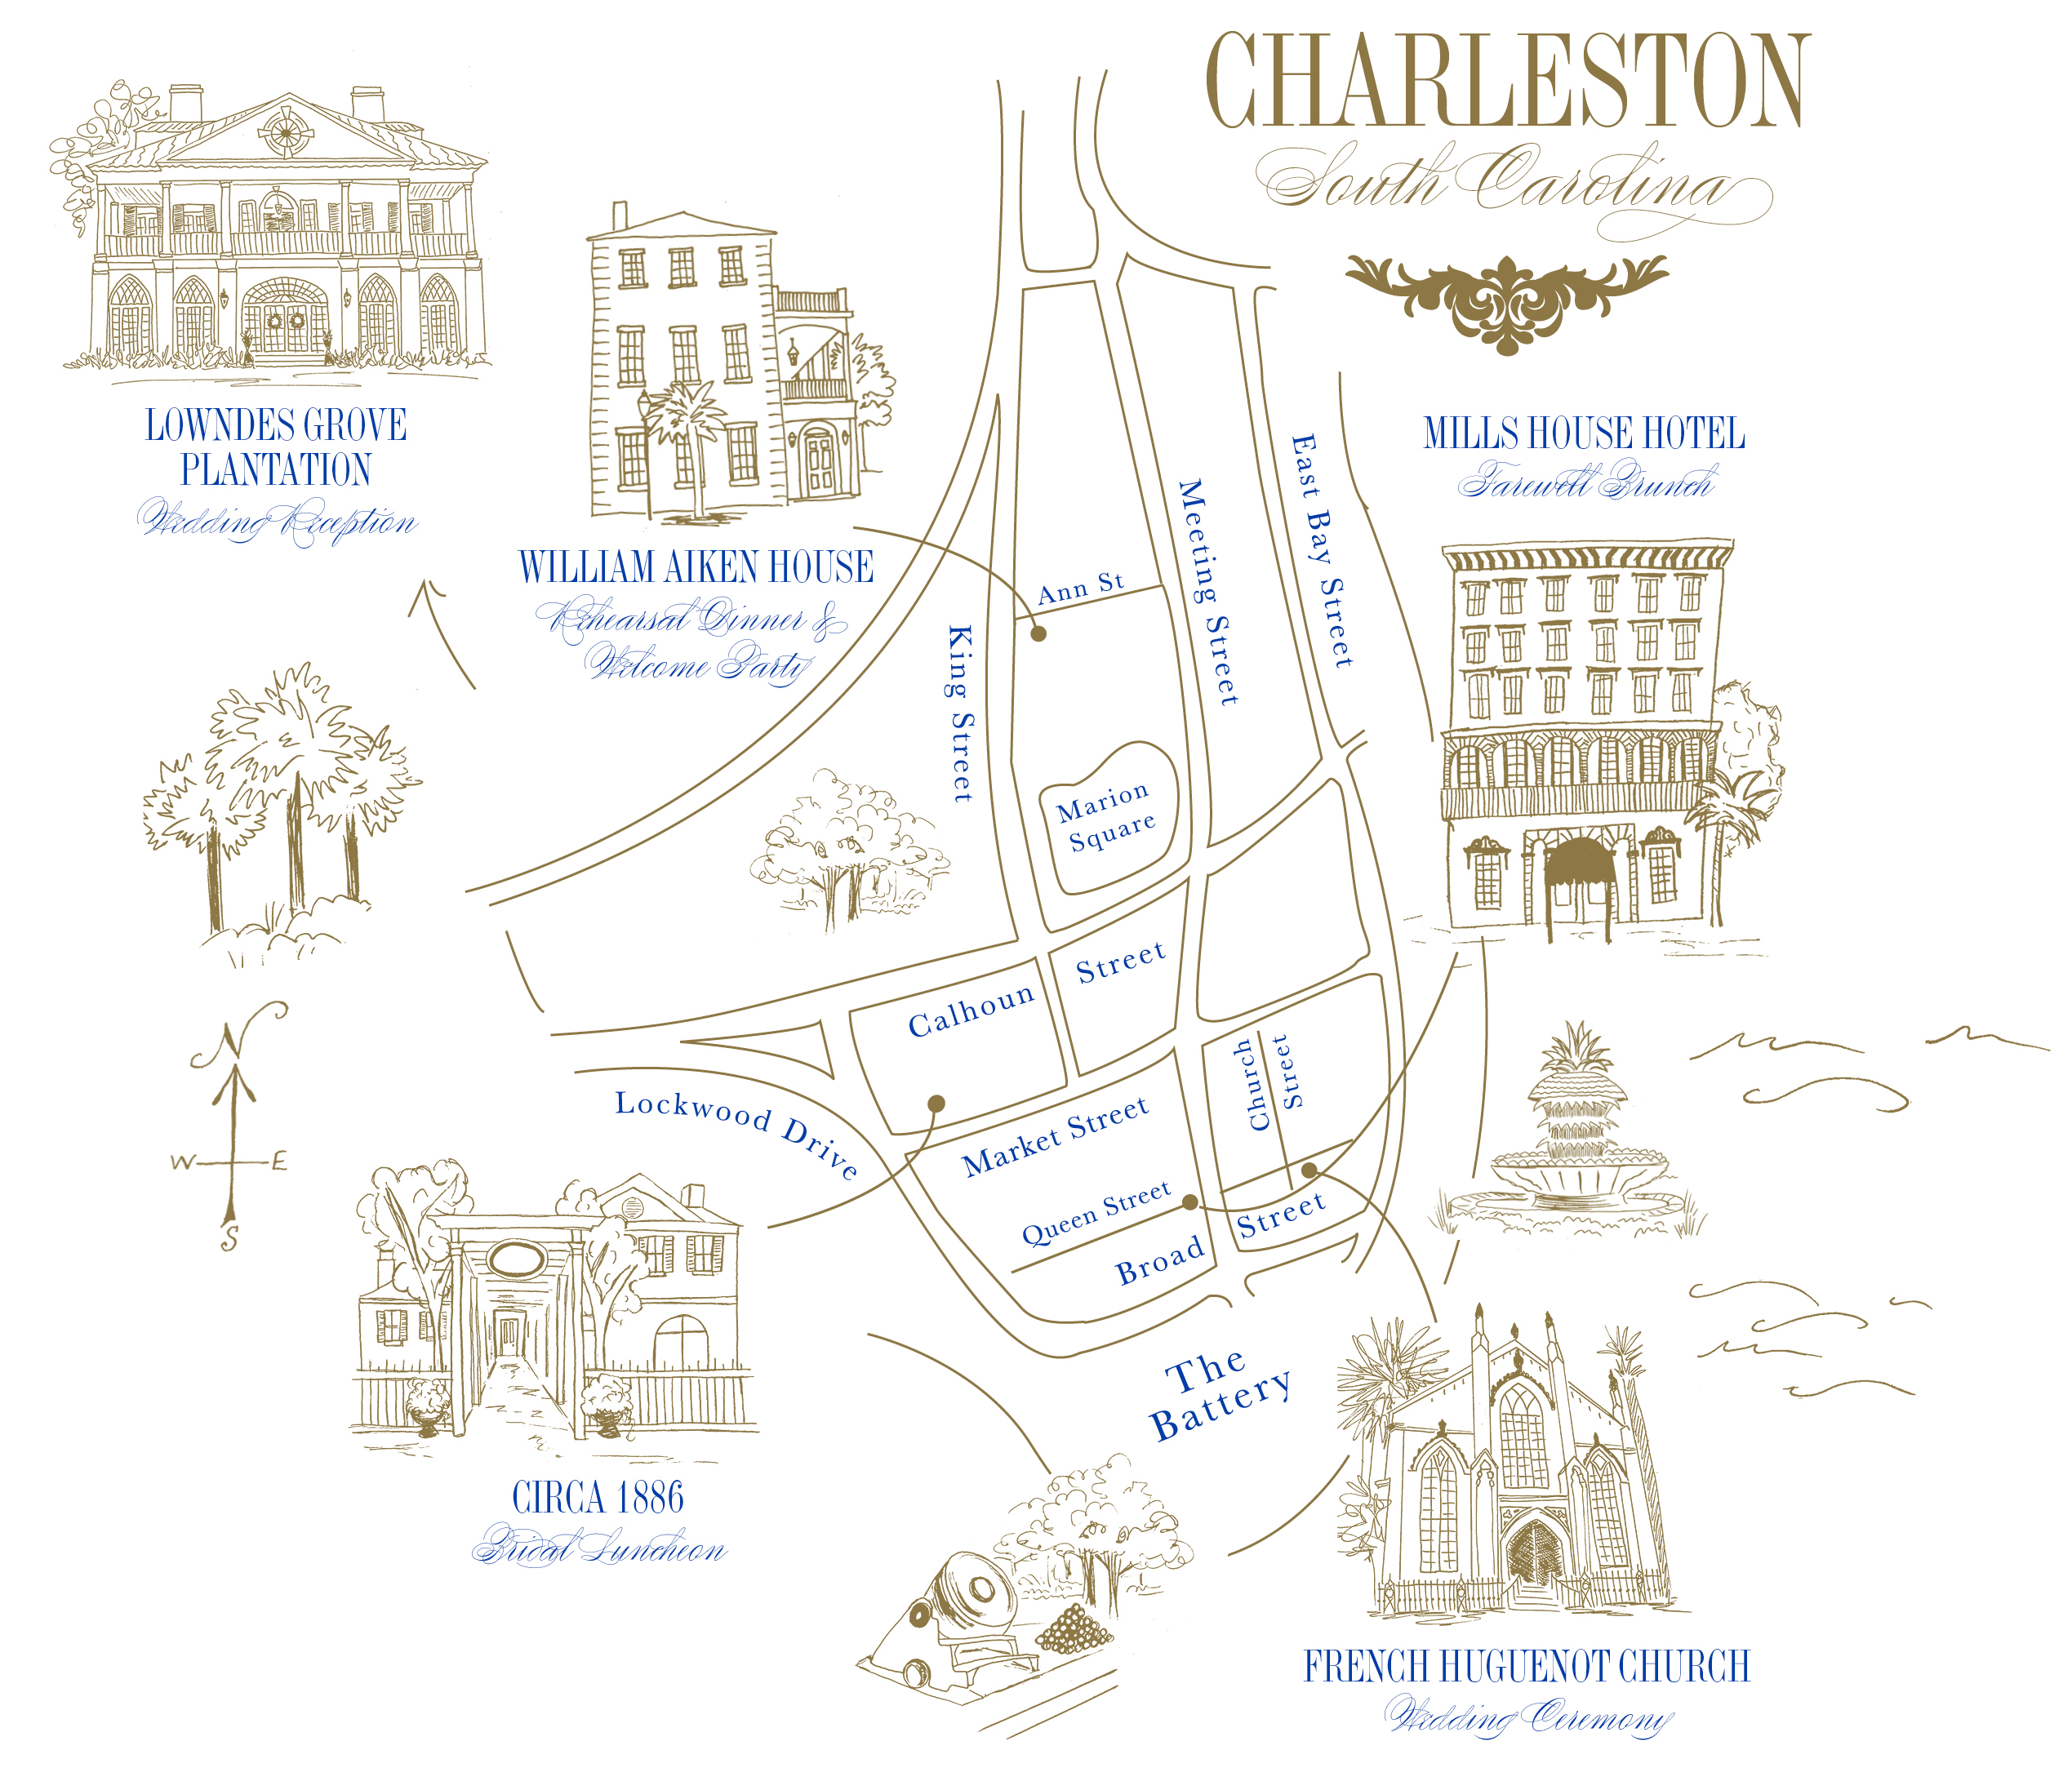 CHARLESTON
South Carolina
LOWNDES GROVE
PLANTATION
Wedding Reception
WILLIAM AIKEN HOUSE
Rehearsal Dinner &
Welcome Party
MILLS HOUSE HOTEL
Farewell Brunch
East Bay Street
Meeting Street
Ann St
King Street
Marion
Square
Calhoun Street
Church
Street
Lockwood Drive
Market Street
Queen Street
Broad Street
The
Battery
N
W E
S
CIRCA 1886
Bridal Luncheon
FRENCH HUGUENOT CHURCH
Wedding Ceremony